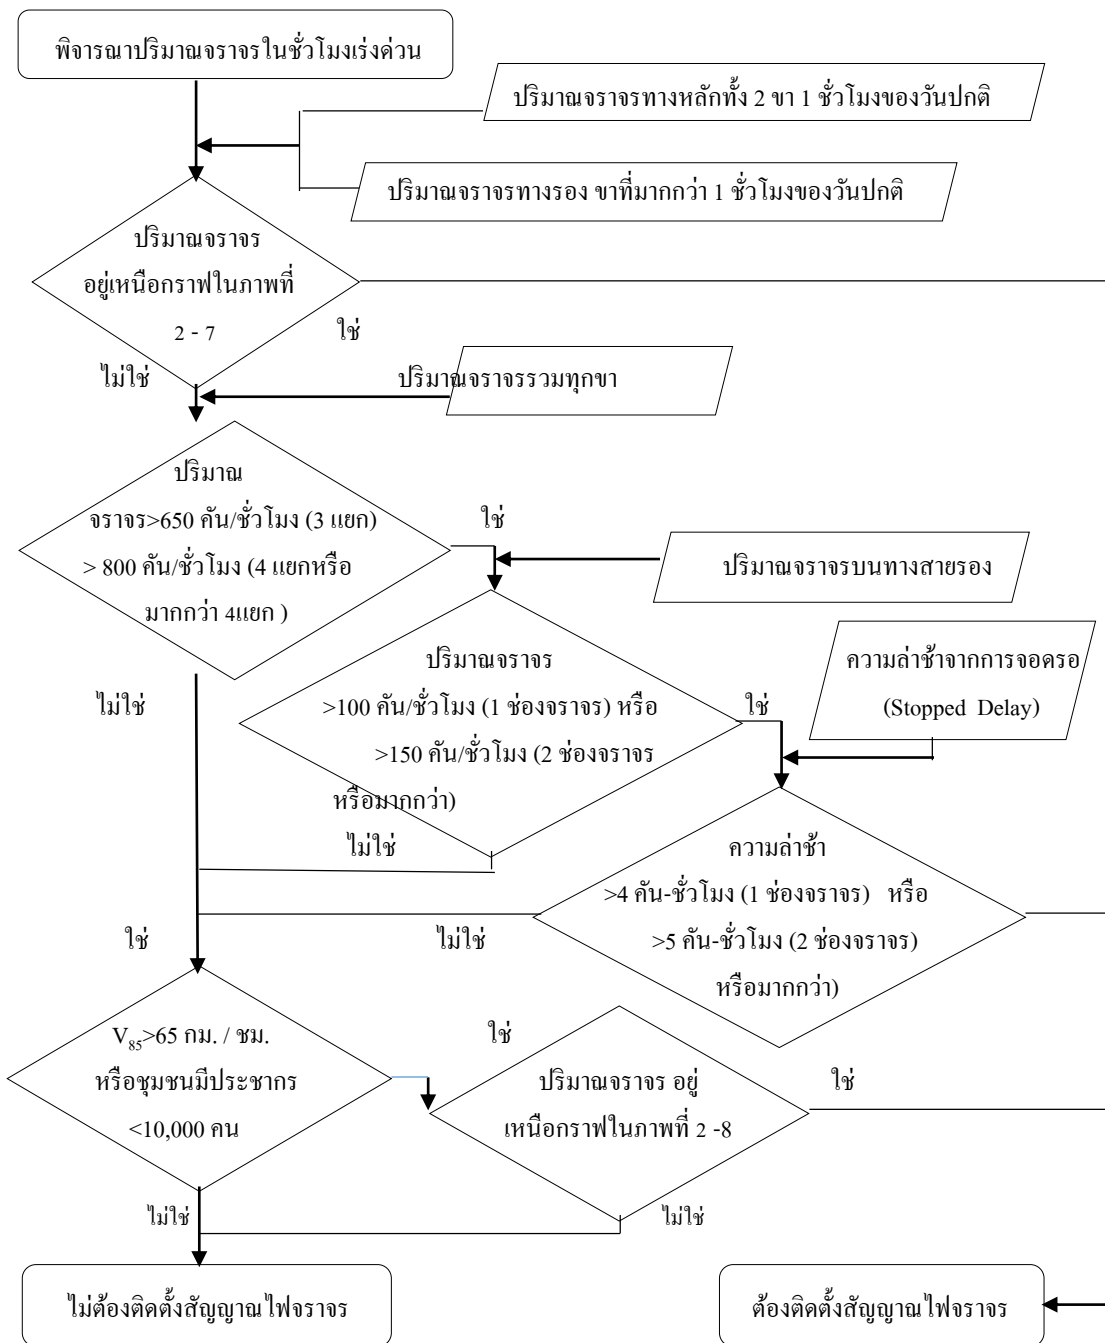 พิจารณาปริมาณจราจรในชั่วโมงเร่งด่วน
ปริมาณจราจรทางหลักทั้ง 2 ขา 1 ชั่วโมงของวันปกติ
ปริมาณจราจรทางรอง ขาที่มากกว่า 1 ชั่วโมงของวันปกติ
ปริมาณจราจร
อยู่เหนือกราฟในภาพที่
2 - 7
ใช่
ไม่ใช่
ปริมาณจราจรรวมทุกขา
ปริมาณ
จราจร>650 คัน/ชั่วโมง (3 แยก)
> 800 คัน/ชั่วโมง (4 แยกหรือ
มากกว่า 4แยก )
ใช่
ปริมาณจราจรบนทางสายรอง
ไม่ใช่
ปริมาณจราจร
>100 คัน/ชั่วโมง (1 ช่องจราจร) หรือ
>150 คัน/ชั่วโมง (2 ช่องจราจร
หรือมากกว่า)
ใช่
ความล่าช้าจากการจอดรอ
(Stopped Delay)
ไม่ใช่
ความล่าช้า
>4 คัน-ชั่วโมง (1 ช่องจราจร) หรือ
>5 คัน-ชั่วโมง (2 ช่องจราจร)
หรือมากกว่า)
ใช่
ไม่ใช่
V85>65 กม. / ชม.
หรือชุมชนมีประชากร
<10,000 คน
ใช่
ปริมาณจราจร อยู่
เหนือกราฟในภาพที่ 2 -8
ใช่
ไม่ใช่
ไม่ใช่
ไม่ต้องติดตั้งสัญญาณไฟจราจร
ต้องติดตั้งสัญญาณไฟจราจร